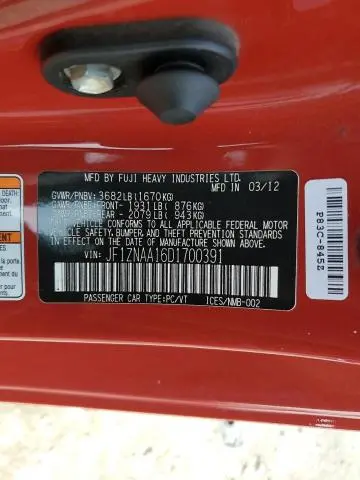 MFD BY FUJI HEAVY INDUSTRIES LTD.
MFD IN 03/12
GVWR/PNBV: 3682LB(1670KG)
GAWR/PNBE: FRONT- 1931LB( 876KG)
GAWR/PNBE: REAR - 2079LB( 943KG)
THIS VEHICLE CONFORMS TO ALL APPLICABLE FEDERAL MOTOR
VEHICLE SAFETY,
BUMPER, AND THEFT PREVENTION STANDARDS IN EFFECT ON THE
DATE OF MANUFACTURE SHOWN ABOVE.
VIN: JF1ZNAA16D1700391
PASSENGER CAR TYPE:PC/VT ICES/NMB-002
P83C-845Z
DEATH: